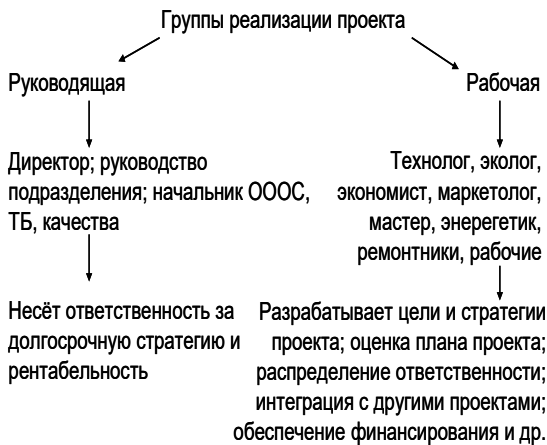 Группы реализации проекта
Руководящая
Рабочая
Директор; руководство
подразделения; начальник ОООС,
ТБ, качества
Технолог, эколог,
экономист, маркетолог,
мастер, энерегетик,
ремонтники, рабочие
Несёт ответственность за
долгосрочную стратегию и
рентабельность
Разрабатывает цели и стратегии
проекта; оценка плана проекта;
распределение ответственности;
интеграция с другими проектами;
обеспечение финансирования и др.